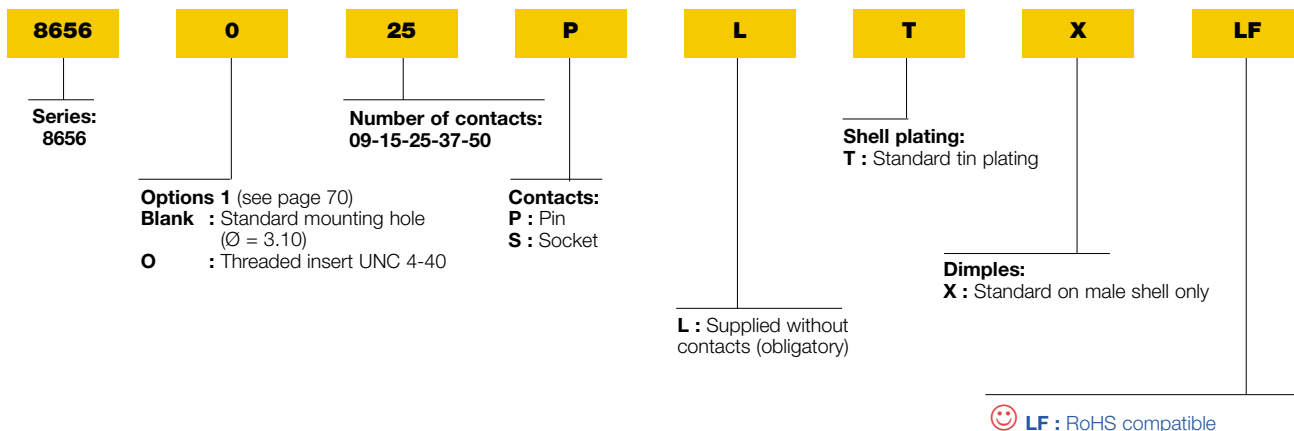 8656 0 25 P L T X LF
Series:
8656
Number of contacts:
09-15-25-37-50
Shell plating:
T : Standard tin plating
Options 1 (see page 70)
Blank : Standard mounting hole
(Ø = 3.10)
O : Threaded insert UNC 4-40
Contacts:
P : Pin
S : Socket
Dimples:
X : Standard on male shell only
L : Supplied without
contacts (obligatory)
LF : RoHS compatible